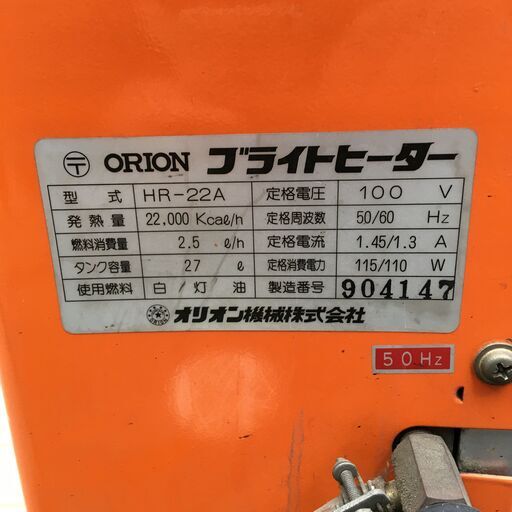 〒 ORION ブライトヒーター
型式 HR-22A 定格電圧 100 V
発熱量 22,000 Kcaℓ/h 定格周波数 50/60 Hz
燃料消費量 2.5 ℓ/h 定格電流 1.45/1.3 A
タンク容量 27 ℓ 定格消費電力 115/110 W
使用燃料 白灯油 製造番号 904147
ORION オリオン機械株式会社
50Hz